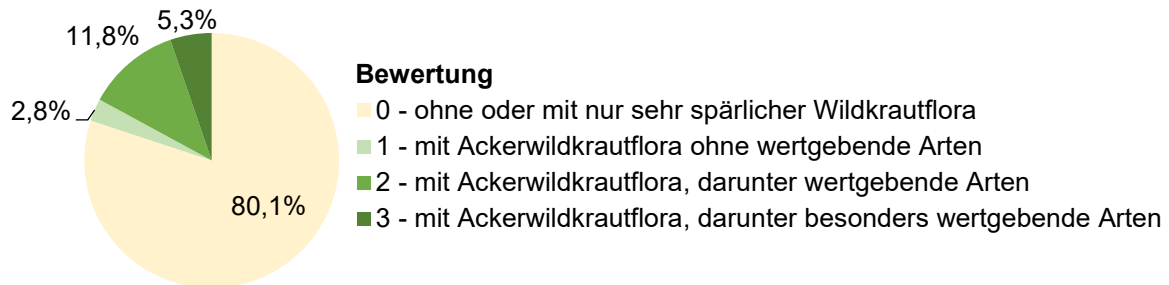 5,3%
11,8%
2,8%
80,1%
Bewertung
0 - ohne oder mit nur sehr spärlicher Wildkrautflora
1 - mit Ackerwildkrautflora ohne wertgebende Arten
2 - mit Ackerwildkrautflora, darunter wertgebende Arten
3 - mit Ackerwildkrautflora, darunter besonders wertgebende Arten